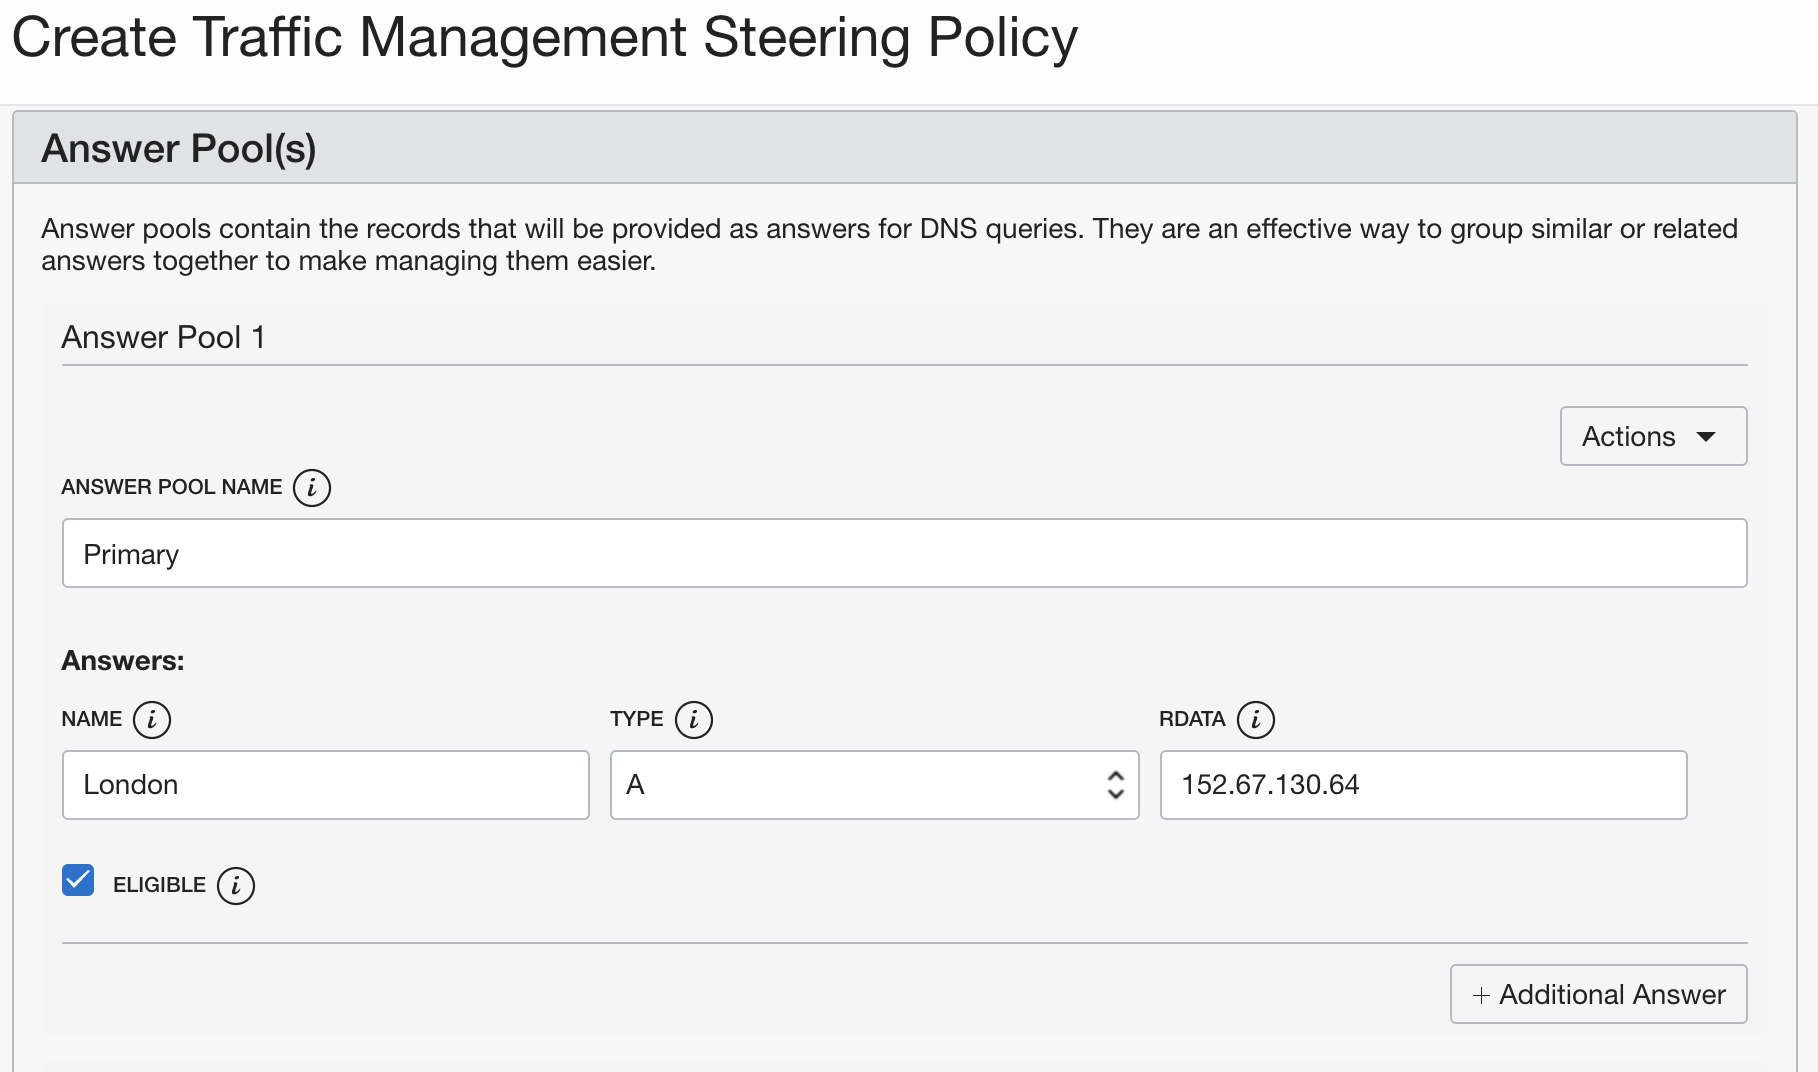 Create Traffic Management Steering Policy
Answer Pool(s)
Answer pools contain the records that will be provided as answers for DNS queries. They are an effective way to group similar or related
answers together to make managing them easier.
Answer Pool 1
Actions
ANSWER POOL NAME i
Primary
Answers:
NAME i TYPE i RDATA i
London A 152.67.130.64
ELIGIBLE i
+ Additional Answer